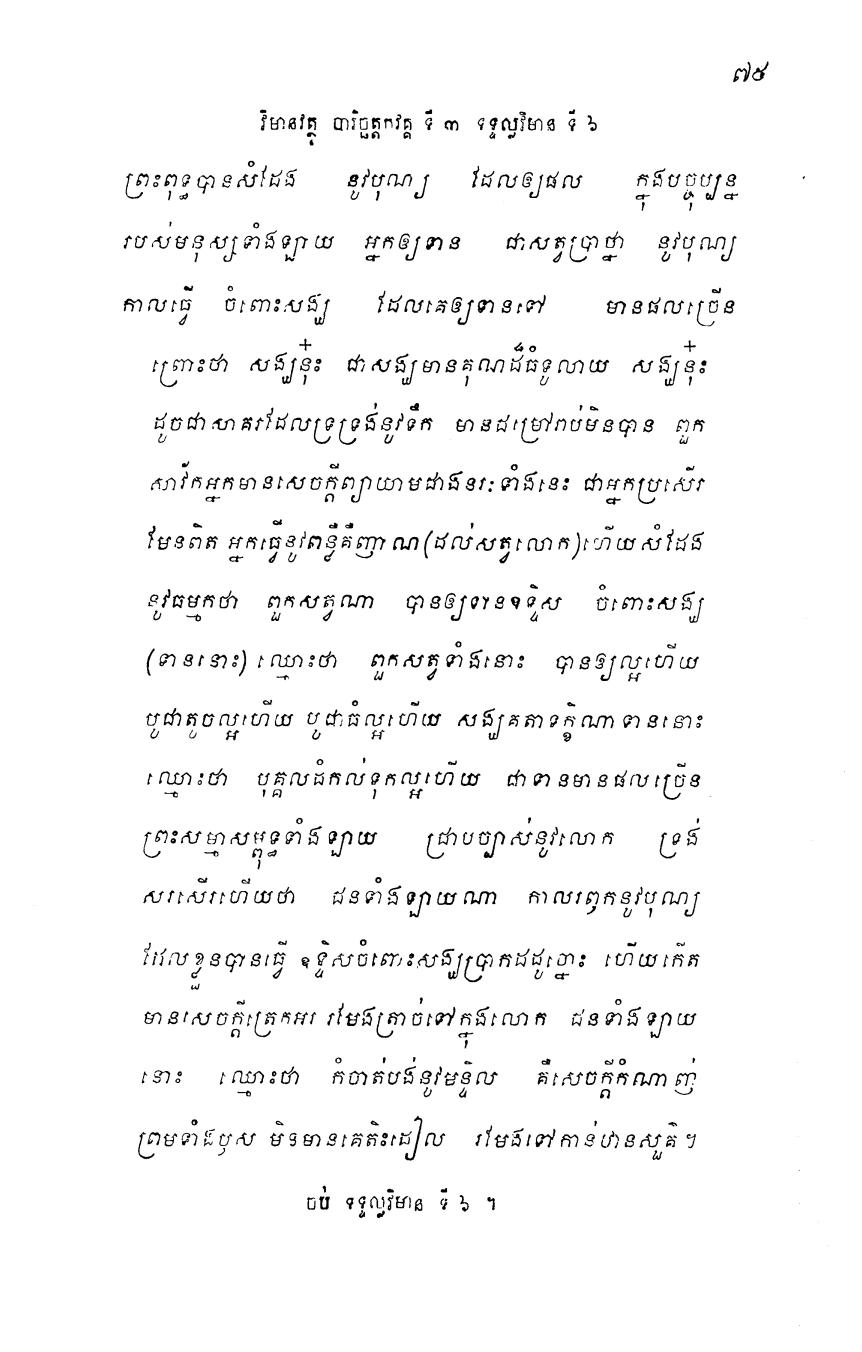 ៧៥
វិមានវត្ថុ បារិច្ឆត្តកវគ្គ ទី ៣ ទទ្ទល្លវិមាន ទី ៦
ព្រះពុទ្ធបានសំដែង នូវបុណ្យ ដែលឲ្យផល ក្នុងបច្ចុប្បន្ន
របស់មនុស្សទាំងឡាយ អ្នកឲ្យទាន ជាសត្វប្រាថ្នា នូវបុណ្យ
កាលធ្វើ ចំពោះសង្ឃ ដែលគេឲ្យទានទៅ មានផលច្រើន
ព្រោះថា សង្ឃនុ៎ះ ជាសង្ឃមានគុណដ៏ធំទូលាយ សង្ឃនុ៎ះ
ដូចជាសាគរដែលទ្រទ្រង់នូវទឹក មានជម្រៅរាប់មិនបាន ពួក
សាវ័កអ្នកមានសេចក្តីព្យាយាមជាងនរៈទាំងនេះ ជាអ្នកប្រសើរ
មែនពិត អ្នកធ្វើនូវពន្លឺគឺញាណ(ដល់សត្វលោក)ហើយសំដែង
នូវធម្មកថា ពួកសត្វណា បានឲ្យទានឧទ្ទិស ចំពោះសង្ឃ
(ទាននោះ) ឈ្មោះថា ពួកសត្វទាំងនោះ បានឲ្យល្អហើយ
បូជាតូចល្អហើយ បូជាធំល្អហើយ សង្ឃគតាទក្ខិណាទាននោះ
ឈ្មោះថា បុគ្គលដំកល់ទុកល្អហើយ ជាទានមានផលច្រើន
ព្រះសម្មាសម្ពុទ្ធទាំងឡាយ ជ្រាបច្បាស់នូវលោក ទ្រង់
សរសើរហើយថា ជនទាំងឡាយណា កាលរឭកនូវបុណ្យ
ដែលខ្លួនបានធ្វើ ឧទ្ទិសចំពោះសង្ឃប្រាកដដូច្នោះ ហើយកើត
មានសេចក្តីត្រេកអរ រមែងត្រាច់ទៅក្នុងលោក ជនទាំងឡាយ
នោះ ឈ្មោះថា កំចាត់បង់នូវមន្ទិល គឺសេចក្តីកំណាញ់
ព្រមទាំងឫស មិនមានគេតិះដៀល រមែងទៅកាន់ឋានសួគ៌ ។
ចប់ ទទ្ទល្លវិមាន ទី ៦ ។